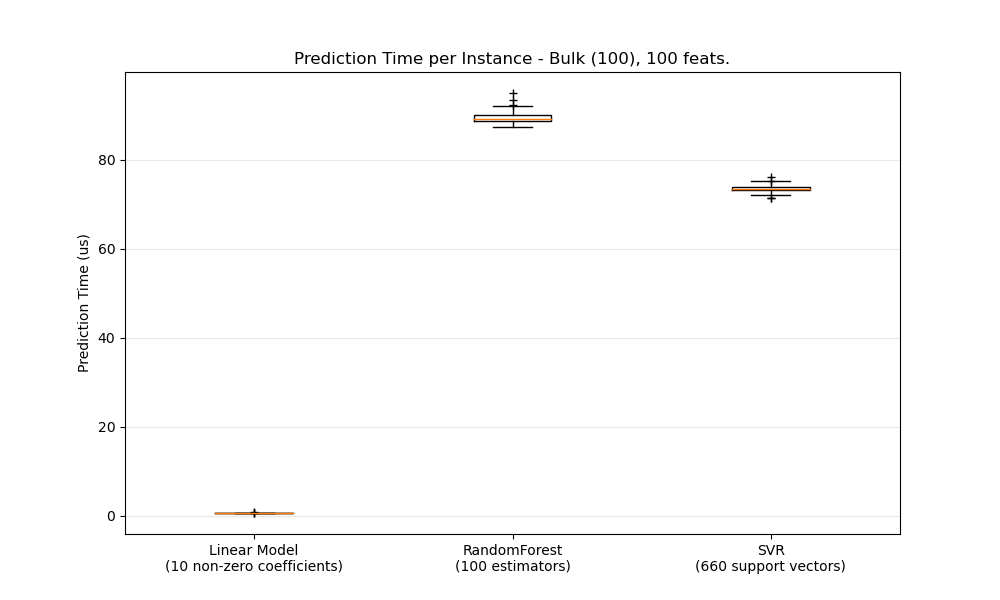 Prediction Time per Instance - Bulk (100), 100 feats.
Prediction Time (us)
80
60
40
20
0
Linear Model
(10 non-zero coefficients)
RandomForest
(100 estimators)
SVR
(660 support vectors)